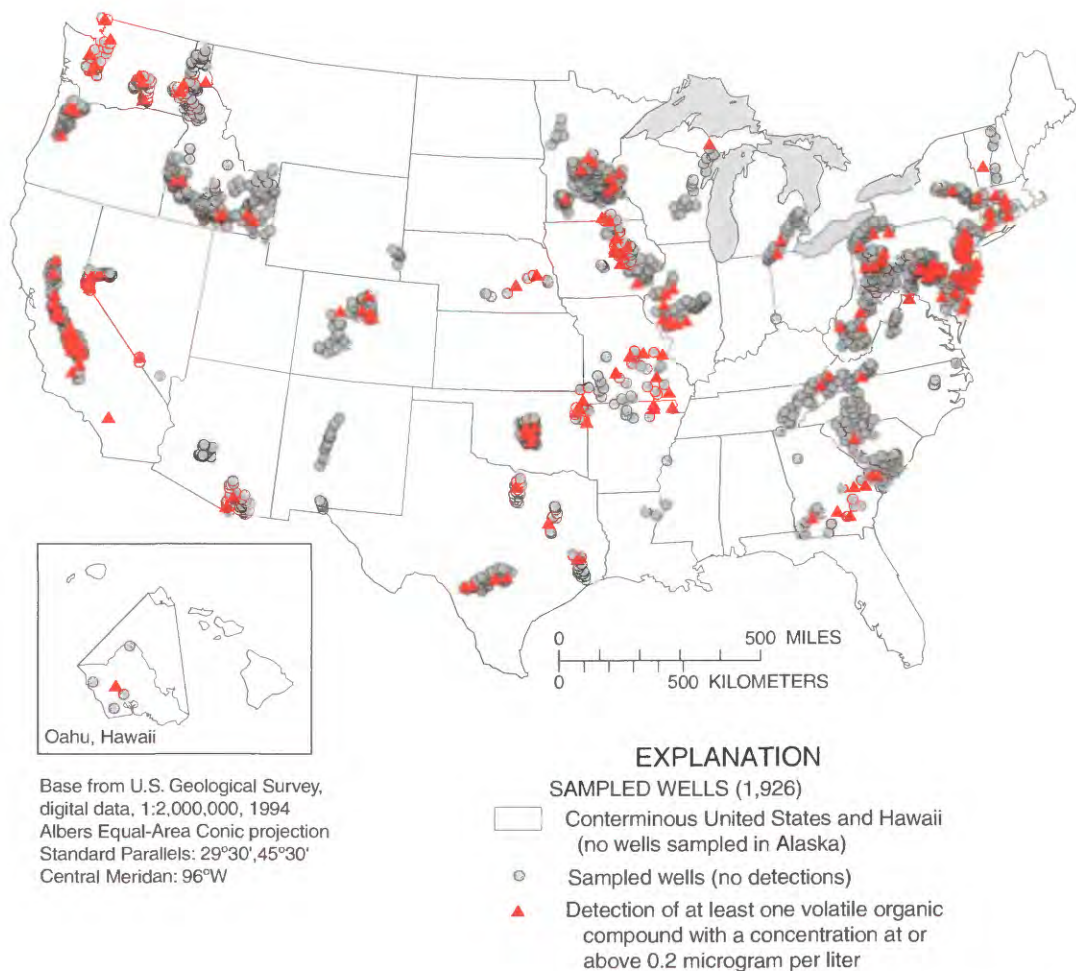 0 500 MILES
0 500 KILOMETERS
Oahu, Hawaii
Base from U.S. Geological Survey,
digital data, 1:2,000,000, 1994
Albers Equal-Area Conic projection
Standard Parallels: 29°30',45°30'
Central Meridan: 96°W
EXPLANATION
SAMPLED WELLS (1,926)
Conterminous United States and Hawaii
(no wells sampled in Alaska)
Sampled wells (no detections)
Detection of at least one volatile organic
compound with a concentration at or
above 0.2 microgram per liter